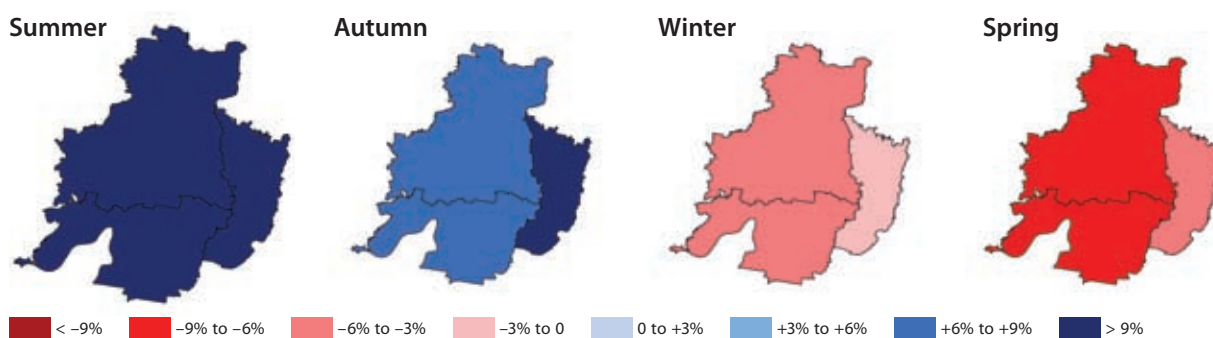 Summer Autumn Winter Spring
< –9% –9% to –6% –6% to –3% –3% to 0 0 to +3% +3% to +6% +6% to +9% > 9%